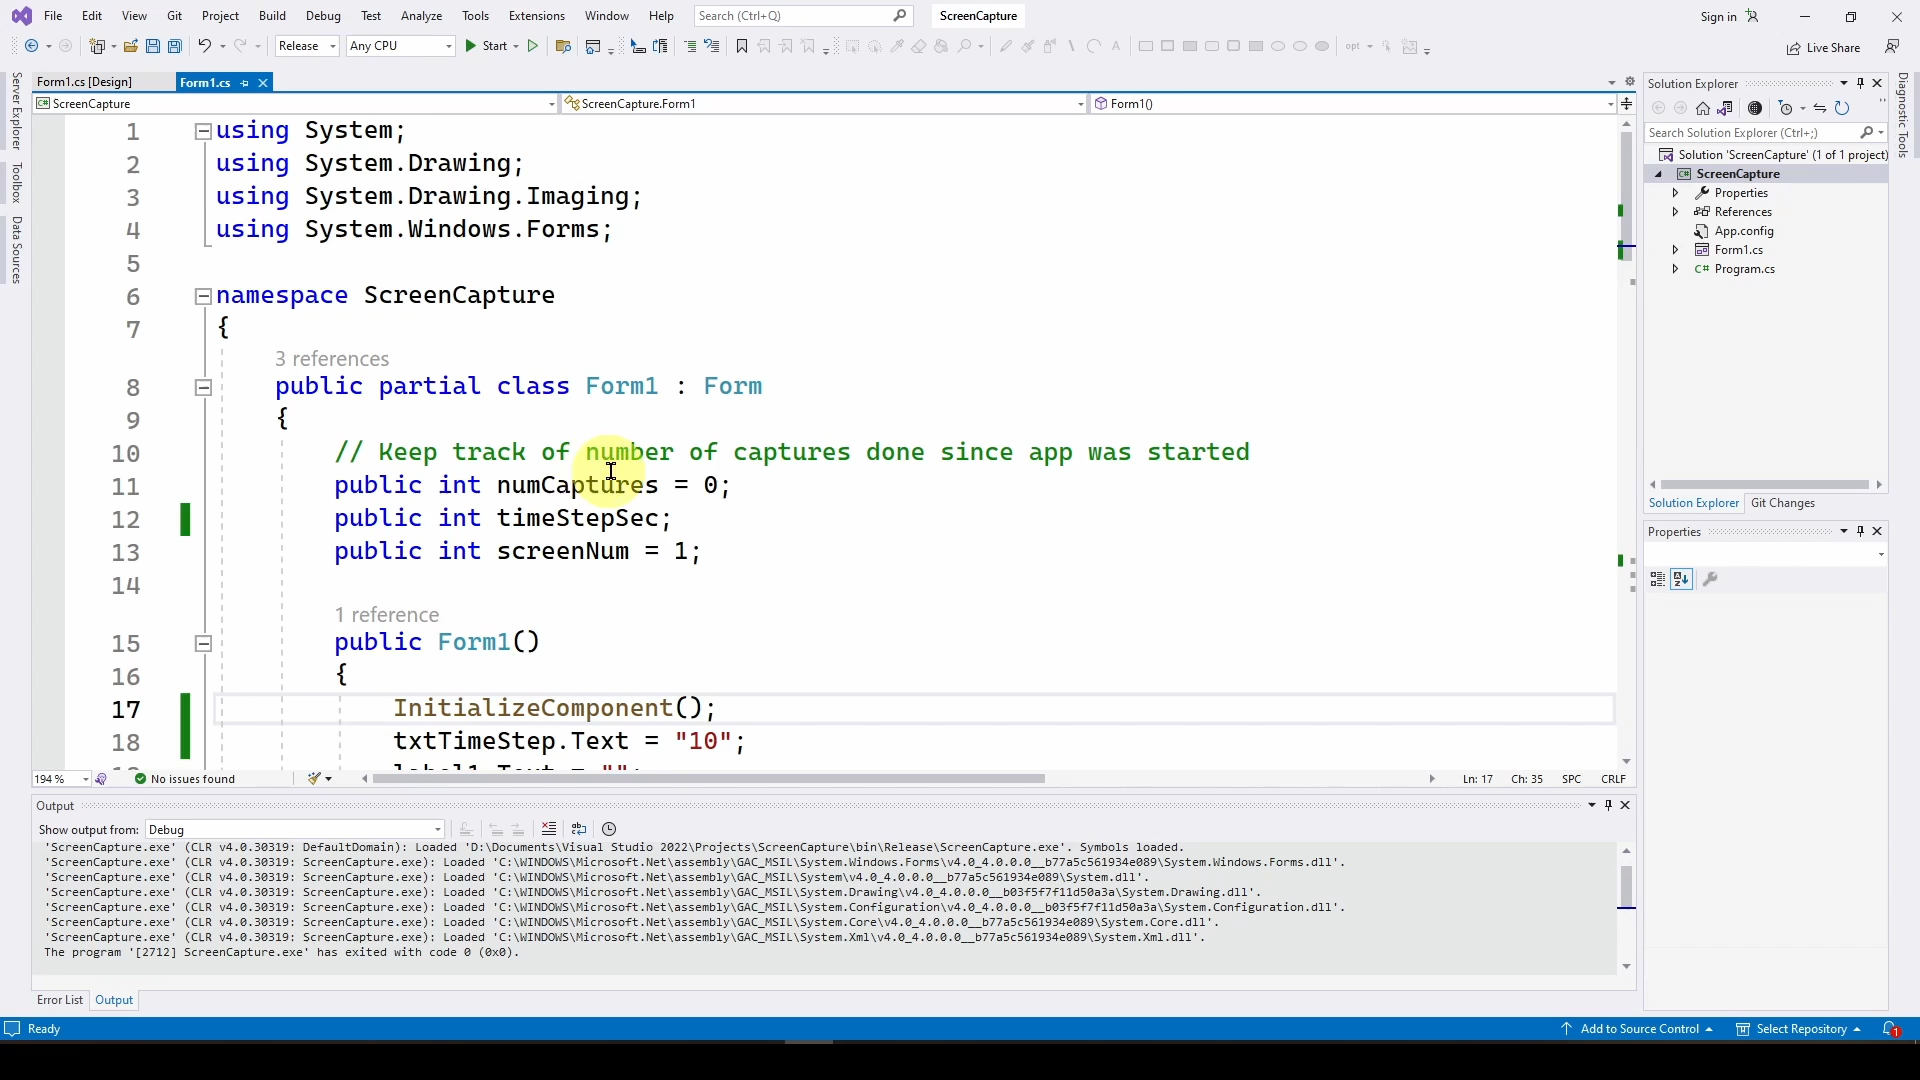 File Edit View Git Project Build Debug Test Analyze Tools Extensions Window Help Search (Ctrl+Q) ScreenCapture Sign in
Release Any CPU Start opt Live Share
Form1.cs [Design] Form1.cs
ScreenCapture ScreenCapture.Form1 Form1()
Server Explorer
Toolbox
Data Sources
1 using System;
2 using System.Drawing;
3 using System.Drawing.Imaging;
4 using System.Windows.Forms;
5
6 namespace ScreenCapture
7 {
3 references
8 public partial class Form1 : Form
9 {
10 // Keep track of number of captures done since app was started
11 public int numCaptures = 0;
12 public int timeStepSec;
13 public int screenNum = 1;
14
1 reference
15 public Form1()
16 {
17 InitializeComponent();
18 txtTimeStep.Text = "10";
194 % No issues found Ln: 17 Ch: 35 SPC CRLF
Output
Show output from: Debug
'ScreenCapture.exe' (CLR v4.0.30319: DefaultDomain): Loaded 'D:\Documents\Visual Studio 2022\Projects\ScreenCapture\bin\Release\ScreenCapture.exe'. Symbols loaded.
'ScreenCapture.exe' (CLR v4.0.30319: ScreenCapture.exe): Loaded 'C:\WINDOWS\Microsoft.Net\assembly\GAC_MSIL\System.Windows.Forms\v4.0_4.0.0.0__b77a5c561934e089\System.Windows.Forms.dll'.
'ScreenCapture.exe' (CLR v4.0.30319: ScreenCapture.exe): Loaded 'C:\WINDOWS\Microsoft.Net\assembly\GAC_MSIL\System\v4.0_4.0.0.0__b77a5c561934e089\System.dll'.
'ScreenCapture.exe' (CLR v4.0.30319: ScreenCapture.exe): Loaded 'C:\WINDOWS\Microsoft.Net\assembly\GAC_MSIL\System.Drawing\v4.0_4.0.0.0__b03f5f7f11d50a3a\System.Drawing.dll'.
'ScreenCapture.exe' (CLR v4.0.30319: ScreenCapture.exe): Loaded 'C:\WINDOWS\Microsoft.Net\assembly\GAC_MSIL\System.Configuration\v4.0_4.0.0.0__b03f5f7f11d50a3a\System.Configuration.dll'.
'ScreenCapture.exe' (CLR v4.0.30319: ScreenCapture.exe): Loaded 'C:\WINDOWS\Microsoft.Net\assembly\GAC_MSIL\System.Core\v4.0_4.0.0.0__b77a5c561934e089\System.Core.dll'.
'ScreenCapture.exe' (CLR v4.0.30319: ScreenCapture.exe): Loaded 'C:\WINDOWS\Microsoft.Net\assembly\GAC_MSIL\System.Xml\v4.0_4.0.0.0__b77a5c561934e089\System.Xml.dll'.
The program '[2712] ScreenCapture.exe' has exited with code 0 (0x0).
Error List Output
Solution Explorer
Search Solution Explorer (Ctrl+;)
Solution 'ScreenCapture' (1 of 1 project)
C# ScreenCapture
Properties
References
App.config
Form1.cs
C# Program.cs
Solution Explorer Git Changes
Properties
Diagnostic Tools
Ready Add to Source Control Select Repository 1